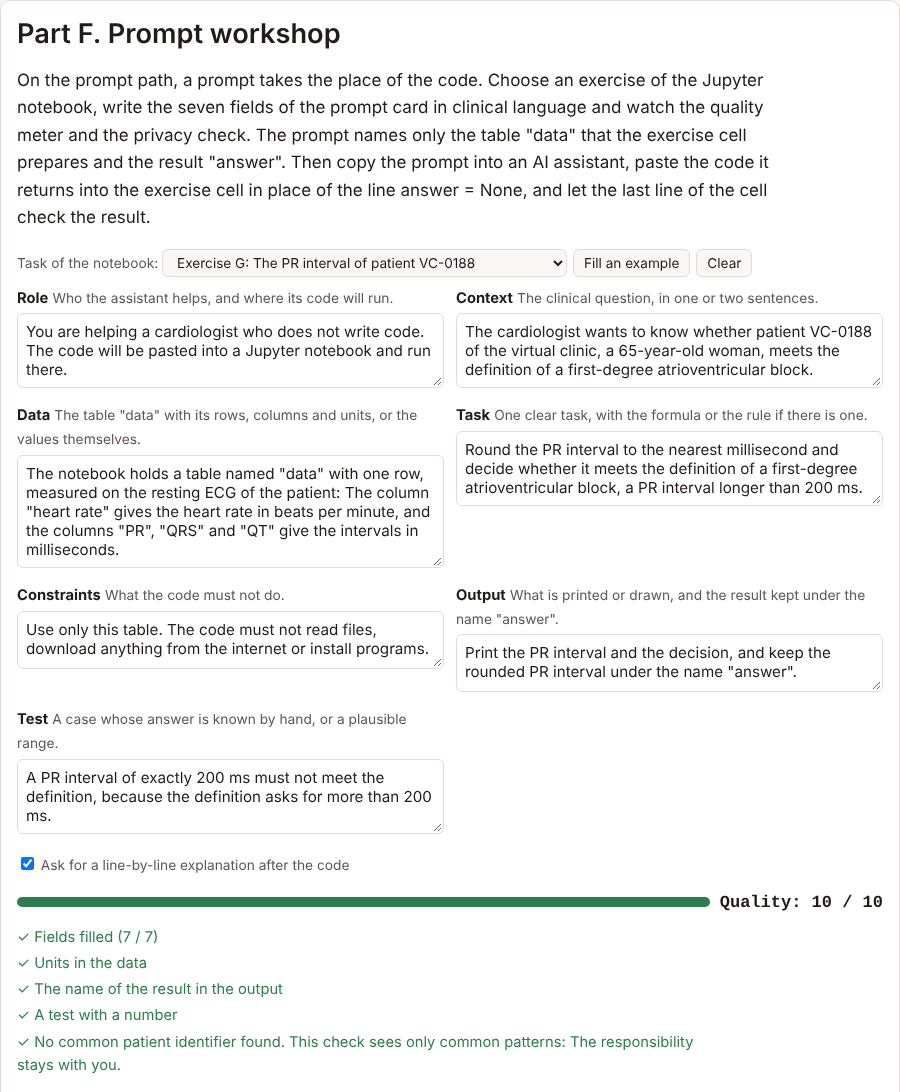 Part F. Prompt workshop
On the prompt path, a prompt takes the place of the code. Choose an exercise of the Jupyter
notebook, write the seven fields of the prompt card in clinical language and watch the quality
meter and the privacy check. The prompt names only the table "data" that the exercise cell
prepares and the result "answer". Then copy the prompt into an AI assistant, paste the code it
returns into the exercise cell in place of the line answer = None, and let the last line of the cell
check the result.
Task of the notebook: Exercise G: The PR interval of patient VC-0188 Fill an example Clear
Role Who the assistant helps, and where its code will run.
You are helping a cardiologist who does not write code.
The code will be pasted into a Jupyter notebook and run
there.
Context The clinical question, in one or two sentences.
The cardiologist wants to know whether patient VC-0188
of the virtual clinic, a 65-year-old woman, meets the
definition of a first-degree atrioventricular block.
Data The table "data" with its rows, columns and units, or the
values themselves.
The notebook holds a table named "data" with one row,
measured on the resting ECG of the patient: The column
"heart rate" gives the heart rate in beats per minute, and
the columns "PR", "QRS" and "QT" give the intervals in
milliseconds.
Task One clear task, with the formula or the rule if there is one.
Round the PR interval to the nearest millisecond and
decide whether it meets the definition of a first-degree
atrioventricular block, a PR interval longer than 200 ms.
Constraints What the code must not do.
Use only this table. The code must not read files,
download anything from the internet or install programs.
Output What is printed or drawn, and the result kept under the
name "answer".
Print the PR interval and the decision, and keep the
rounded PR interval under the name "answer".
Test A case whose answer is known by hand, or a plausible
range.
A PR interval of exactly 200 ms must not meet the
definition, because the definition asks for more than 200
ms.
Ask for a line-by-line explanation after the code
Quality: 10 / 10
✓ Fields filled (7 / 7)
✓ Units in the data
✓ The name of the result in the output
✓ A test with a number
✓ No common patient identifier found. This check sees only common patterns: The responsibility
stays with you.